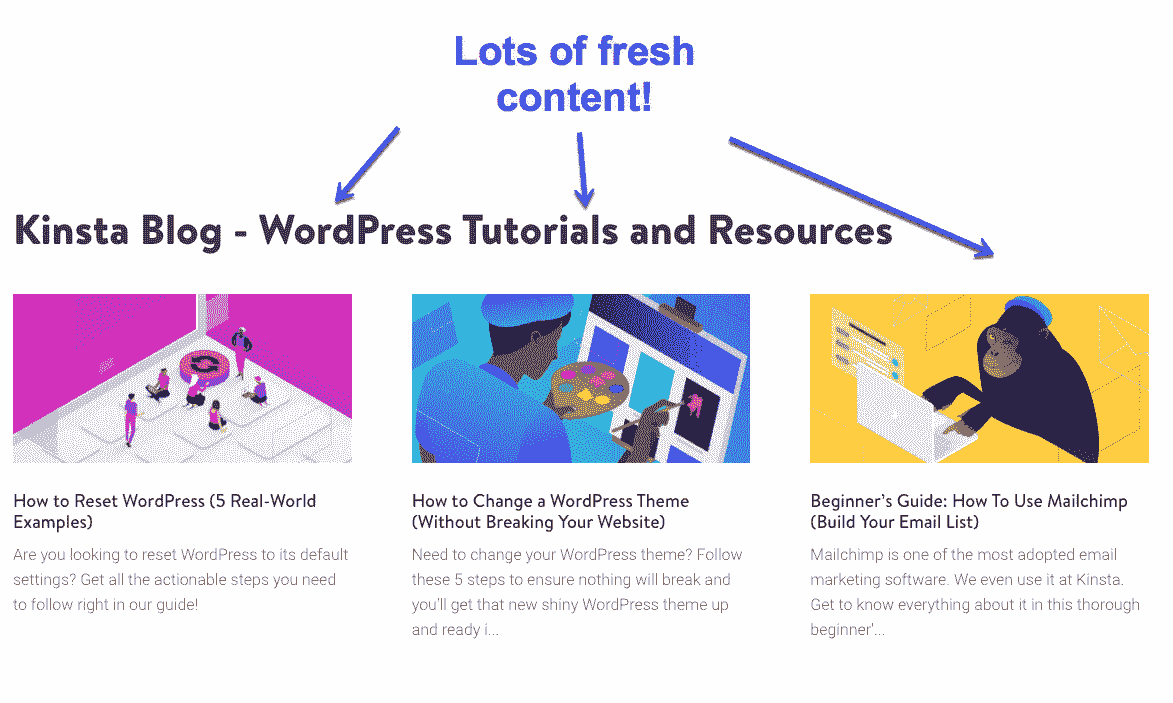 Lots of fresh
content!
Kinsta Blog - WordPress Tutorials and Resources
How to Reset WordPress (5 Real-World
Examples)
Are you looking to reset WordPress to its default
settings? Get all the actionable steps you need
to follow right in our guide!
How to Change a WordPress Theme
(Without Breaking Your Website)
Need to change your WordPress theme? Follow
these 5 steps to ensure nothing will break and
you'll get that new shiny WordPress theme up
and ready i...
Beginner's Guide: How To Use Mailchimp
(Build Your Email List)
Mailchimp is one of the most adopted email
marketing software. We even use it at Kinsta.
Get to know everything about it in this thorough
beginner'...